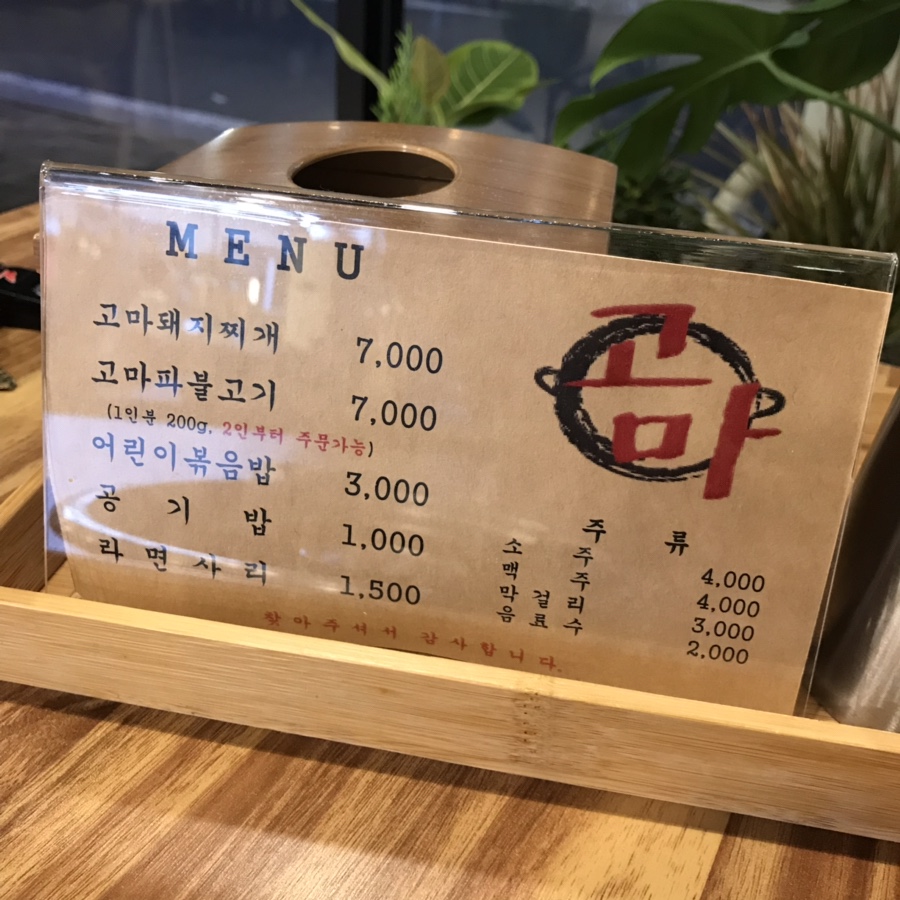 MENU
고마돼지찌개 7,000
고마파불고기 7,000
(1인분 200g, 2인부터 주문가능)
어린이볶음밥 3,000
공기밥 1,000
라면사리 1,500
찾아주셔서 감사합니다.
고마
주류
소주 4,000
맥주 4,000
막걸리 3,000
음료수 2,000